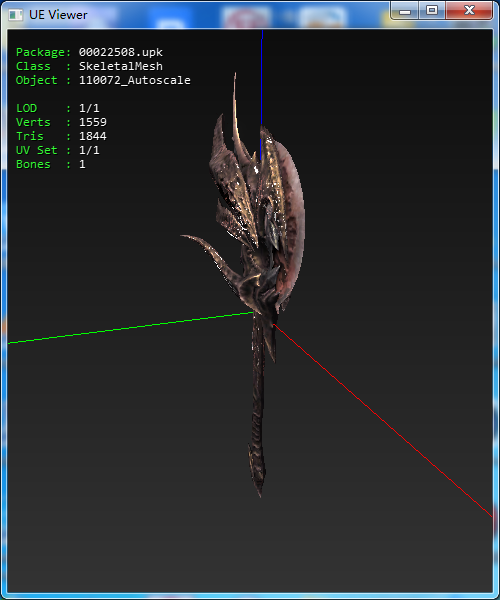 UE Viewer
Package: 00022508.upk
Class : SkeletalMesh
Object : 110072_Autoscale
LOD : 1/1
Verts : 1559
Tris : 1844
UV Set : 1/1
Bones : 1